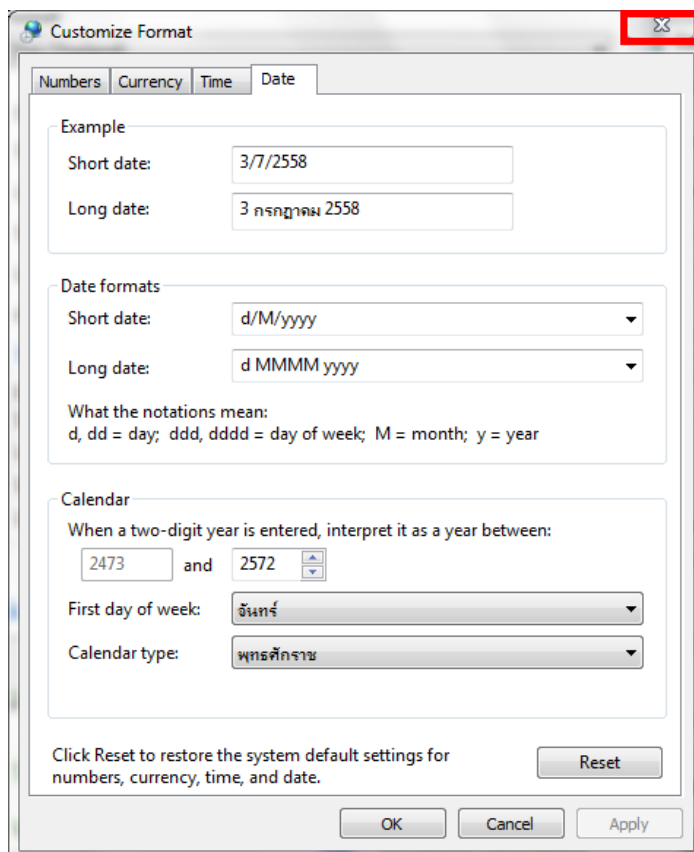 Customize Format
Numbers Currency Time Date
Example
Short date: 3/7/2558
Long date: 3 กรกฎาคม 2558
Date formats
Short date: d/M/yyyy
Long date: d MMMM yyyy
What the notations mean:
d, dd = day; ddd, dddd = day of week; M = month; y = year
Calendar
When a two-digit year is entered, interpret it as a year between:
2473 and 2572
First day of week: จันทร์
Calendar type: พุทธศักราช
Click Reset to restore the system default settings for
numbers, currency, time, and date.
Reset
OK Cancel Apply